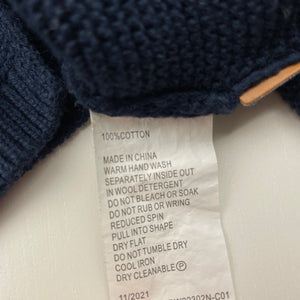 100%COTTON
MADE IN CHINA
WARM HAND WASH
SEPARATELY INSIDE OUT
IN WOOL DETERGENT
DO NOT BLEACH OR SOAK
DO NOT RUB OR WRING
REDUCED SPIN
PULL INTO SHAPE
DRY FLAT
DO NOT TUMBLE DRY
COOL IRON
DRY CLEANABLE Ⓟ
11/2021